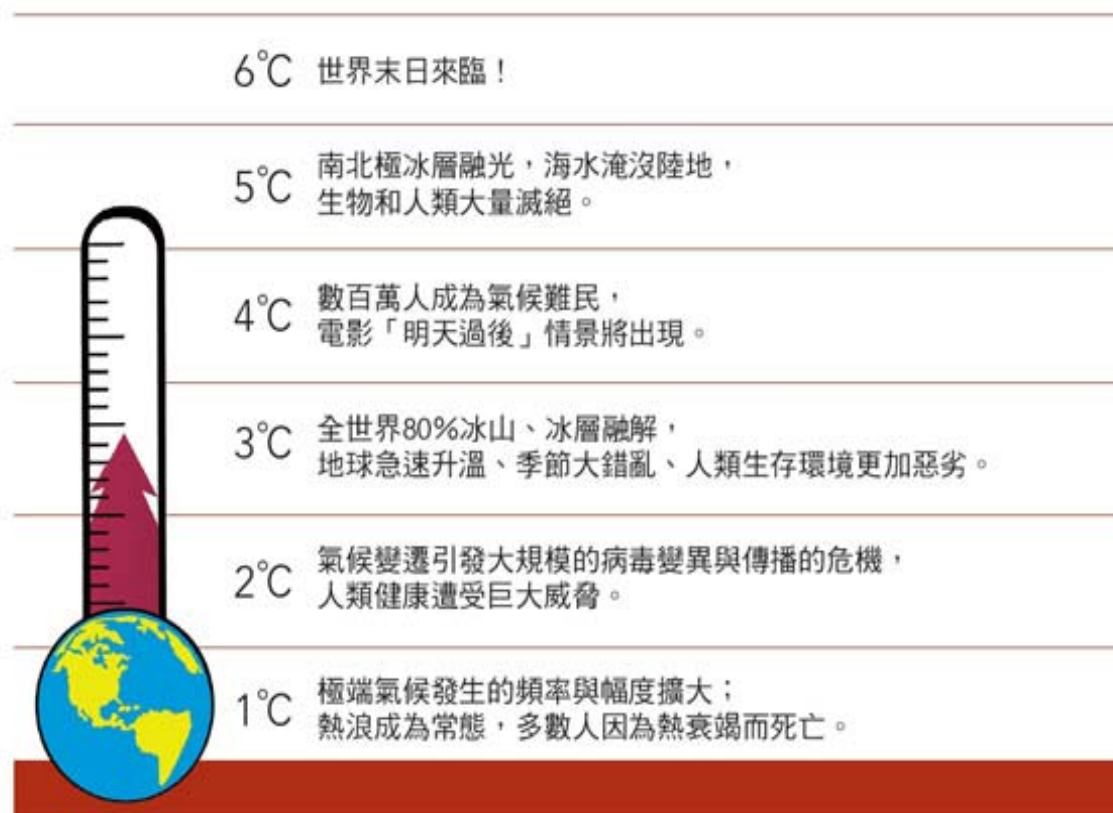 6℃ 世界末日來臨！
5℃ 南北極冰層融光，海水淹沒陸地，
生物和人類大量滅絕。
4℃ 數百萬人成為氣候難民，
電影「明天過後」情景將出現。
3℃ 全世界80%冰山、冰層融解，
地球急速升溫、季節大錯亂、人類生存環境更加惡劣。
2℃ 氣候變遷引發大規模的病毒變異與傳播的危機，
人類健康遭受巨大威脅。
1℃ 極端氣候發生的頻率與幅度擴大；
熱浪成為常態，多數人因為熱衰竭而死亡。